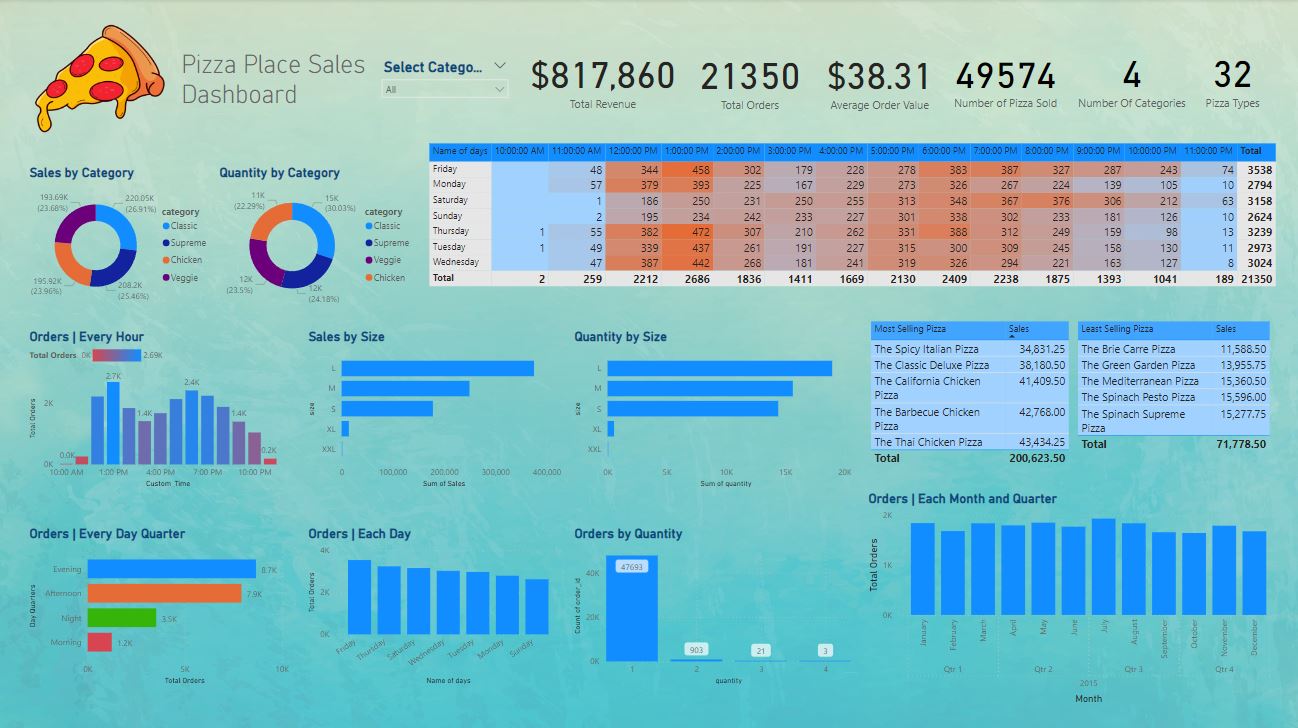 Pizza Place Sales
Dashboard
Select Catego...
All
$817,860
Total Revenue
21350
Total Orders
$38.31
Average Order Value
49574
Number of Pizza Sold
4
Number Of Categories
32
Pizza Types
Sales by Category
193.69K
(23.68%)
220.05K
(26.91%)
195.92K
(23.96%)
208.2K
(25.46%)
category
Classic
Supreme
Chicken
Veggie
Quantity by Category
11K
(22.29%)
15K
(30.03%)
12K
(23.5%)
12K
(24.18%)
category
Classic
Supreme
Veggie
Chicken
Name of days 10:00:00 AM 11:00:00 AM 12:00:00 PM 1:00:00 PM 2:00:00 PM 3:00:00 PM 4:00:00 PM 5:00:00 PM 6:00:00 PM 7:00:00 PM 8:00:00 PM 9:00:00 PM 10:00:00 PM 11:00:00 PM Total
Friday 48 344 458 302 179 228 278 383 387 327 287 243 74 3538
Monday 57 379 393 225 167 229 273 326 267 224 139 105 10 2794
Saturday 1 186 250 231 250 255 313 348 367 376 306 212 63 3158
Sunday 2 195 234 242 233 227 301 338 302 233 181 126 10 2624
Thursday 1 55 382 472 307 210 262 331 388 312 249 159 98 13 3239
Tuesday 1 49 339 437 261 191 227 315 300 309 245 158 130 11 2973
Wednesday 47 387 442 268 181 241 319 326 294 221 163 127 8 3024
Total 2 259 2212 2686 1836 1411 1669 2130 2409 2238 1875 1393 1041 189 21350
Orders | Every Hour
Total Orders 0K 2.69K
Total Orders
2K
0K
0.0K
2.7K
1.4K
2.4K
1.4K
0.2K
10:00 AM 1:00 PM 4:00 PM 7:00 PM 10:00 PM
Custom_Time
Sales by Size
size
L
M
S
XL
XXL
0 100,000 200,000 300,000 400,000
Sum of Sales
Quantity by Size
size
L
M
S
XL
XXL
0K 5K 10K 15K 20K
Sum of quantity
Most Selling Pizza Sales
The Spicy Italian Pizza 34,831.25
The Classic Deluxe Pizza 38,180.50
The California Chicken 41,409.50
Pizza
The Barbecue Chicken 42,768.00
Pizza
The Thai Chicken Pizza 43,434.25
Total 200,623.50
Least Selling Pizza Sales
The Brie Carre Pizza 11,588.50
The Green Garden Pizza 13,955.75
The Mediterranean Pizza 15,360.50
The Spinach Pesto Pizza 15,596.00
The Spinach Supreme 15,277.75
Pizza
Total 71,778.50
Orders | Every Day Quarter
Day Quarters
Evening 8.7K
Afternoon 7.9K
Night 3.5K
Morning 1.2K
0K 5K 10K
Total Orders
Orders | Each Day
Total Orders
4K
2K
0K
Friday Thursday Saturday Wednesday Tuesday Monday Sunday
Name of days
Orders by Quantity
Count of order_id
40K
20K
0K
47693
903
21
3
1 2 3 4
quantity
Orders | Each Month and Quarter
Total Orders
2K
1K
0K
January February March April May June July August September October November December
Qtr 1 Qtr 2 Qtr 3 Qtr 4
2015
Month